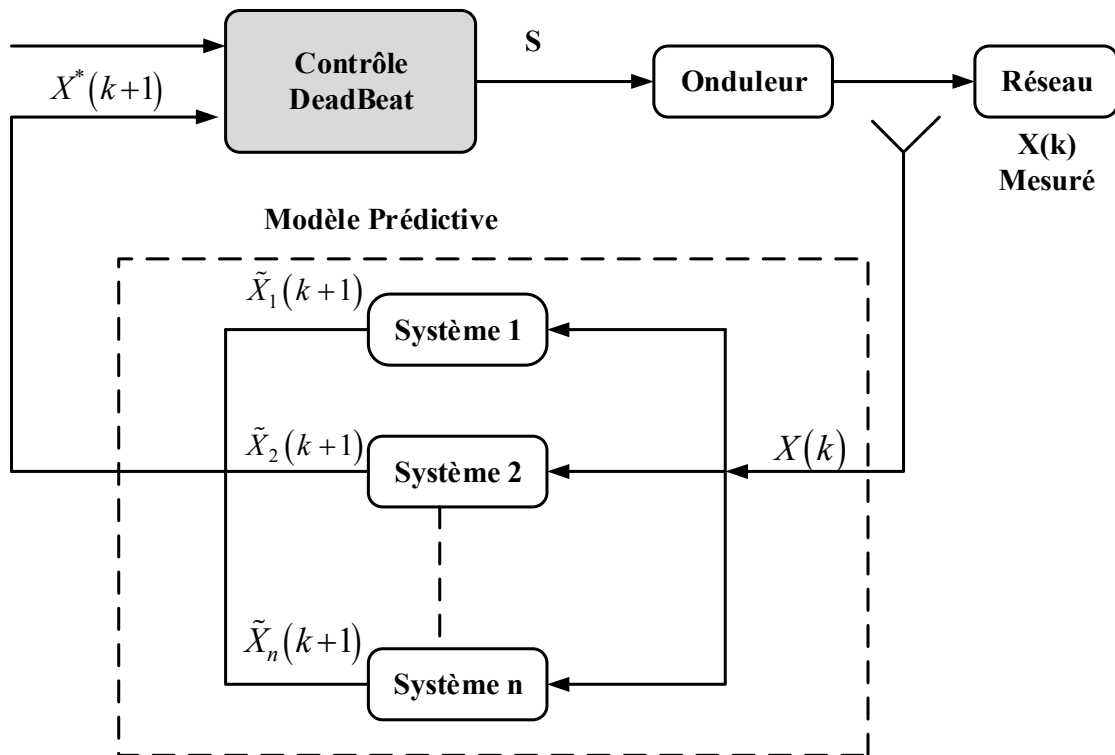 S
Contrôle
DeadBeat
Onduleur
Réseau
X*(k+1)
X(k)
Mesuré
Modèle Prédictive
X̃₁(k+1)
Système 1
X̃₂(k+1)
Système 2
X(k)
X̃ₙ(k+1)
Système n